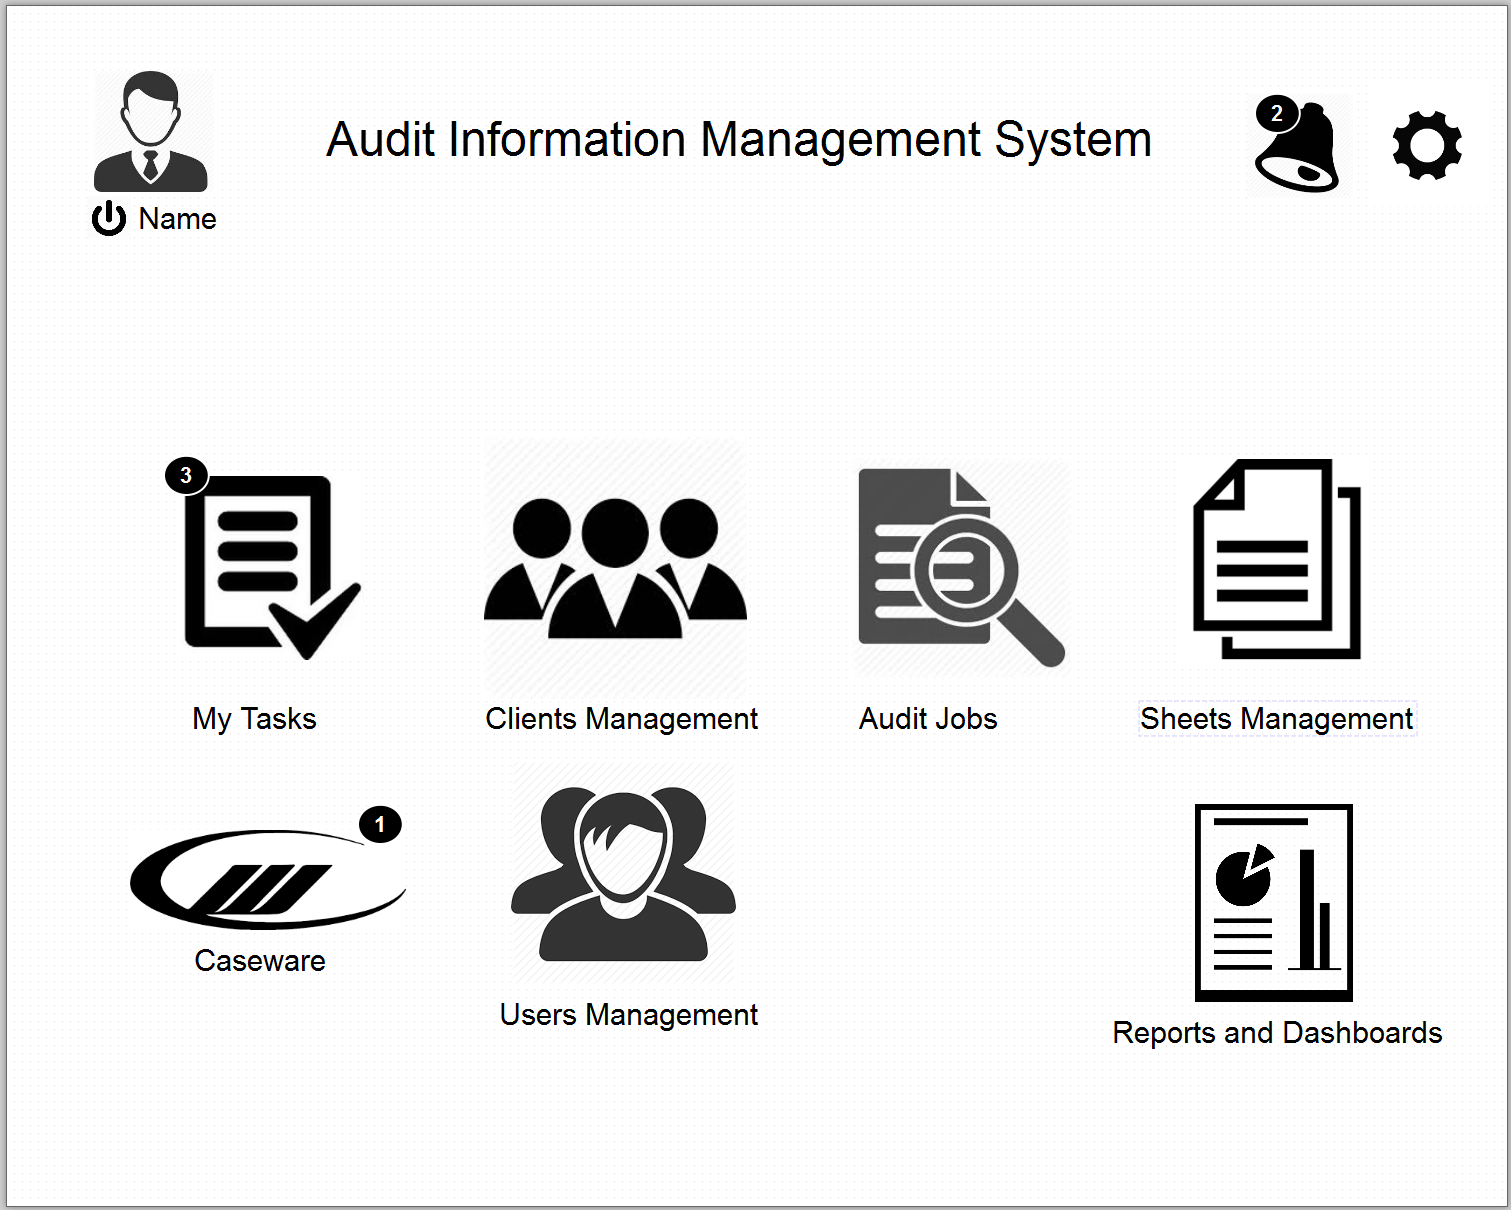 2
Audit Information Management System
Name
3
My Tasks
Clients Management
Audit Jobs
Sheets Management
1
Caseware
Users Management
Reports and Dashboards